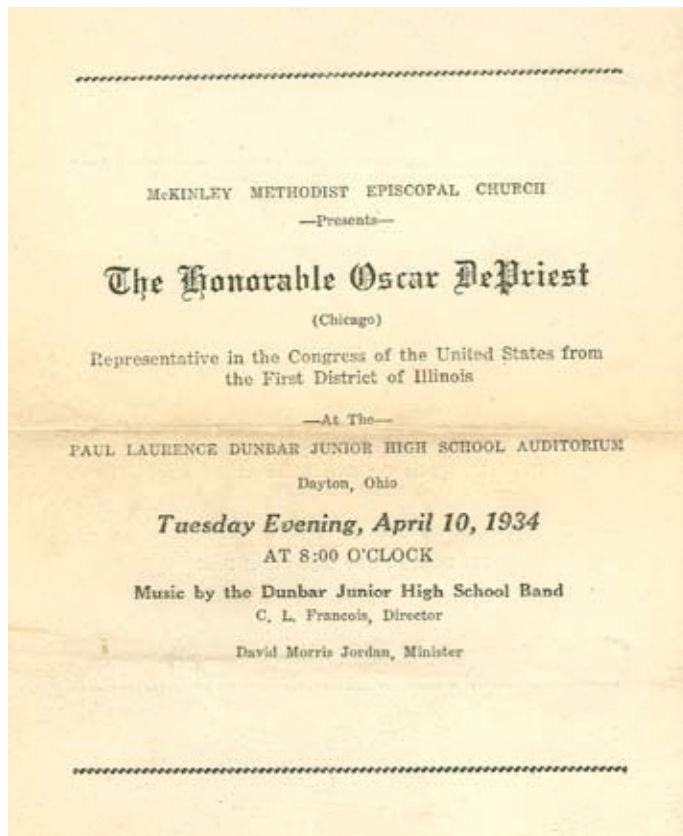 McKINLEY METHODIST EPISCOPAL CHURCH
—Presents—
The Honorable Oscar DePriest
(Chicago)
Representative in the Congress of the United States from
the First District of Illinois
—At The—
PAUL LAURENCE DUNBAR JUNIOR HIGH SCHOOL AUDITORIUM
Dayton, Ohio
Tuesday Evening, April 10, 1934
AT 8:00 O'CLOCK
Music by the Dunbar Junior High School Band
C. L. Francois, Director
David Morris Jordan, Minister